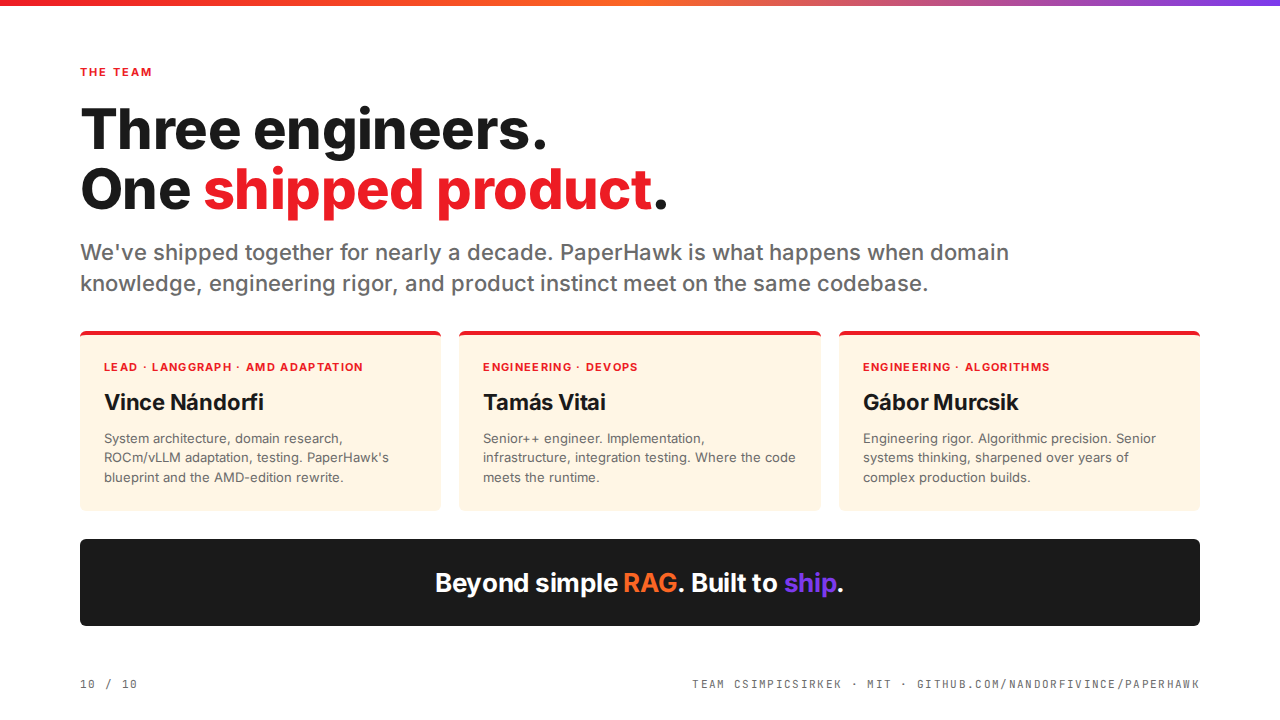 THE TEAM
Three engineers.
One shipped product.
We've shipped together for nearly a decade. PaperHawk is what happens when domain
knowledge, engineering rigor, and product instinct meet on the same codebase.
LEAD · LANGGRAPH · AMD ADAPTATION
Vince Nándorfi
System architecture, domain research,
ROCm/vLLM adaptation, testing. PaperHawk's
blueprint and the AMD-edition rewrite.
ENGINEERING · DEVOPS
Tamás Vitai
Senior++ engineer. Implementation,
infrastructure, integration testing. Where the code
meets the runtime.
ENGINEERING · ALGORITHMS
Gábor Murcsik
Engineering rigor. Algorithmic precision. Senior
systems thinking, sharpened over years of
complex production builds.
Beyond simple RAG. Built to ship.
10 / 10
TEAM CSIMPICSIRKEK · MIT · GITHUB.COM/NANDORFIVINCE/PAPERHAWK